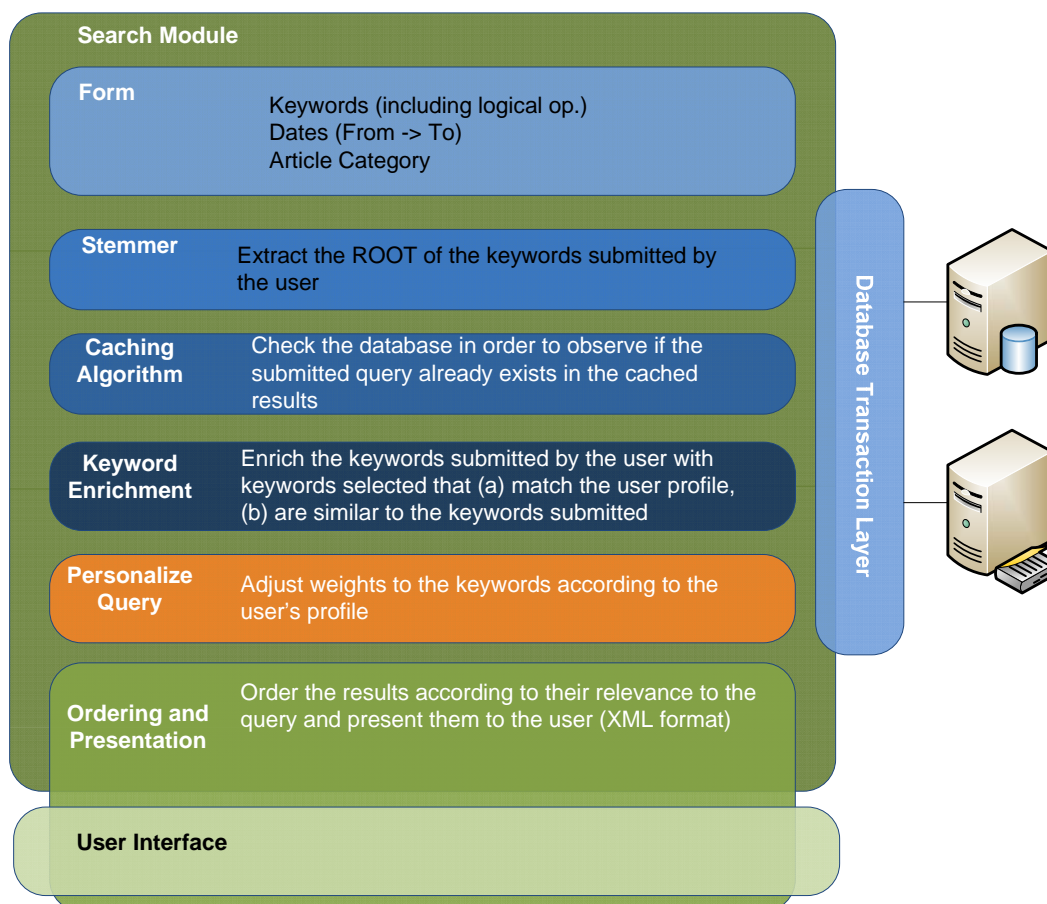 Search Module
Form
Keywords (including logical op.)
Dates (From -> To)
Article Category
Stemmer
Extract the ROOT of the keywords submitted by
the user
Caching
Algorithm
Check the database in order to observe if the
submitted query already exists in the cached
results
Keyword
Enrichment
Enrich the keywords submitted by the user with
keywords selected that (a) match the user profile,
(b) are similar to the keywords submitted
Personalize
Query
Adjust weights to the keywords according to the
user’s profile
Ordering and
Presentation
Order the results according to their relevance to the
query and present them to the user (XML format)
User Interface
Database Transaction Layer